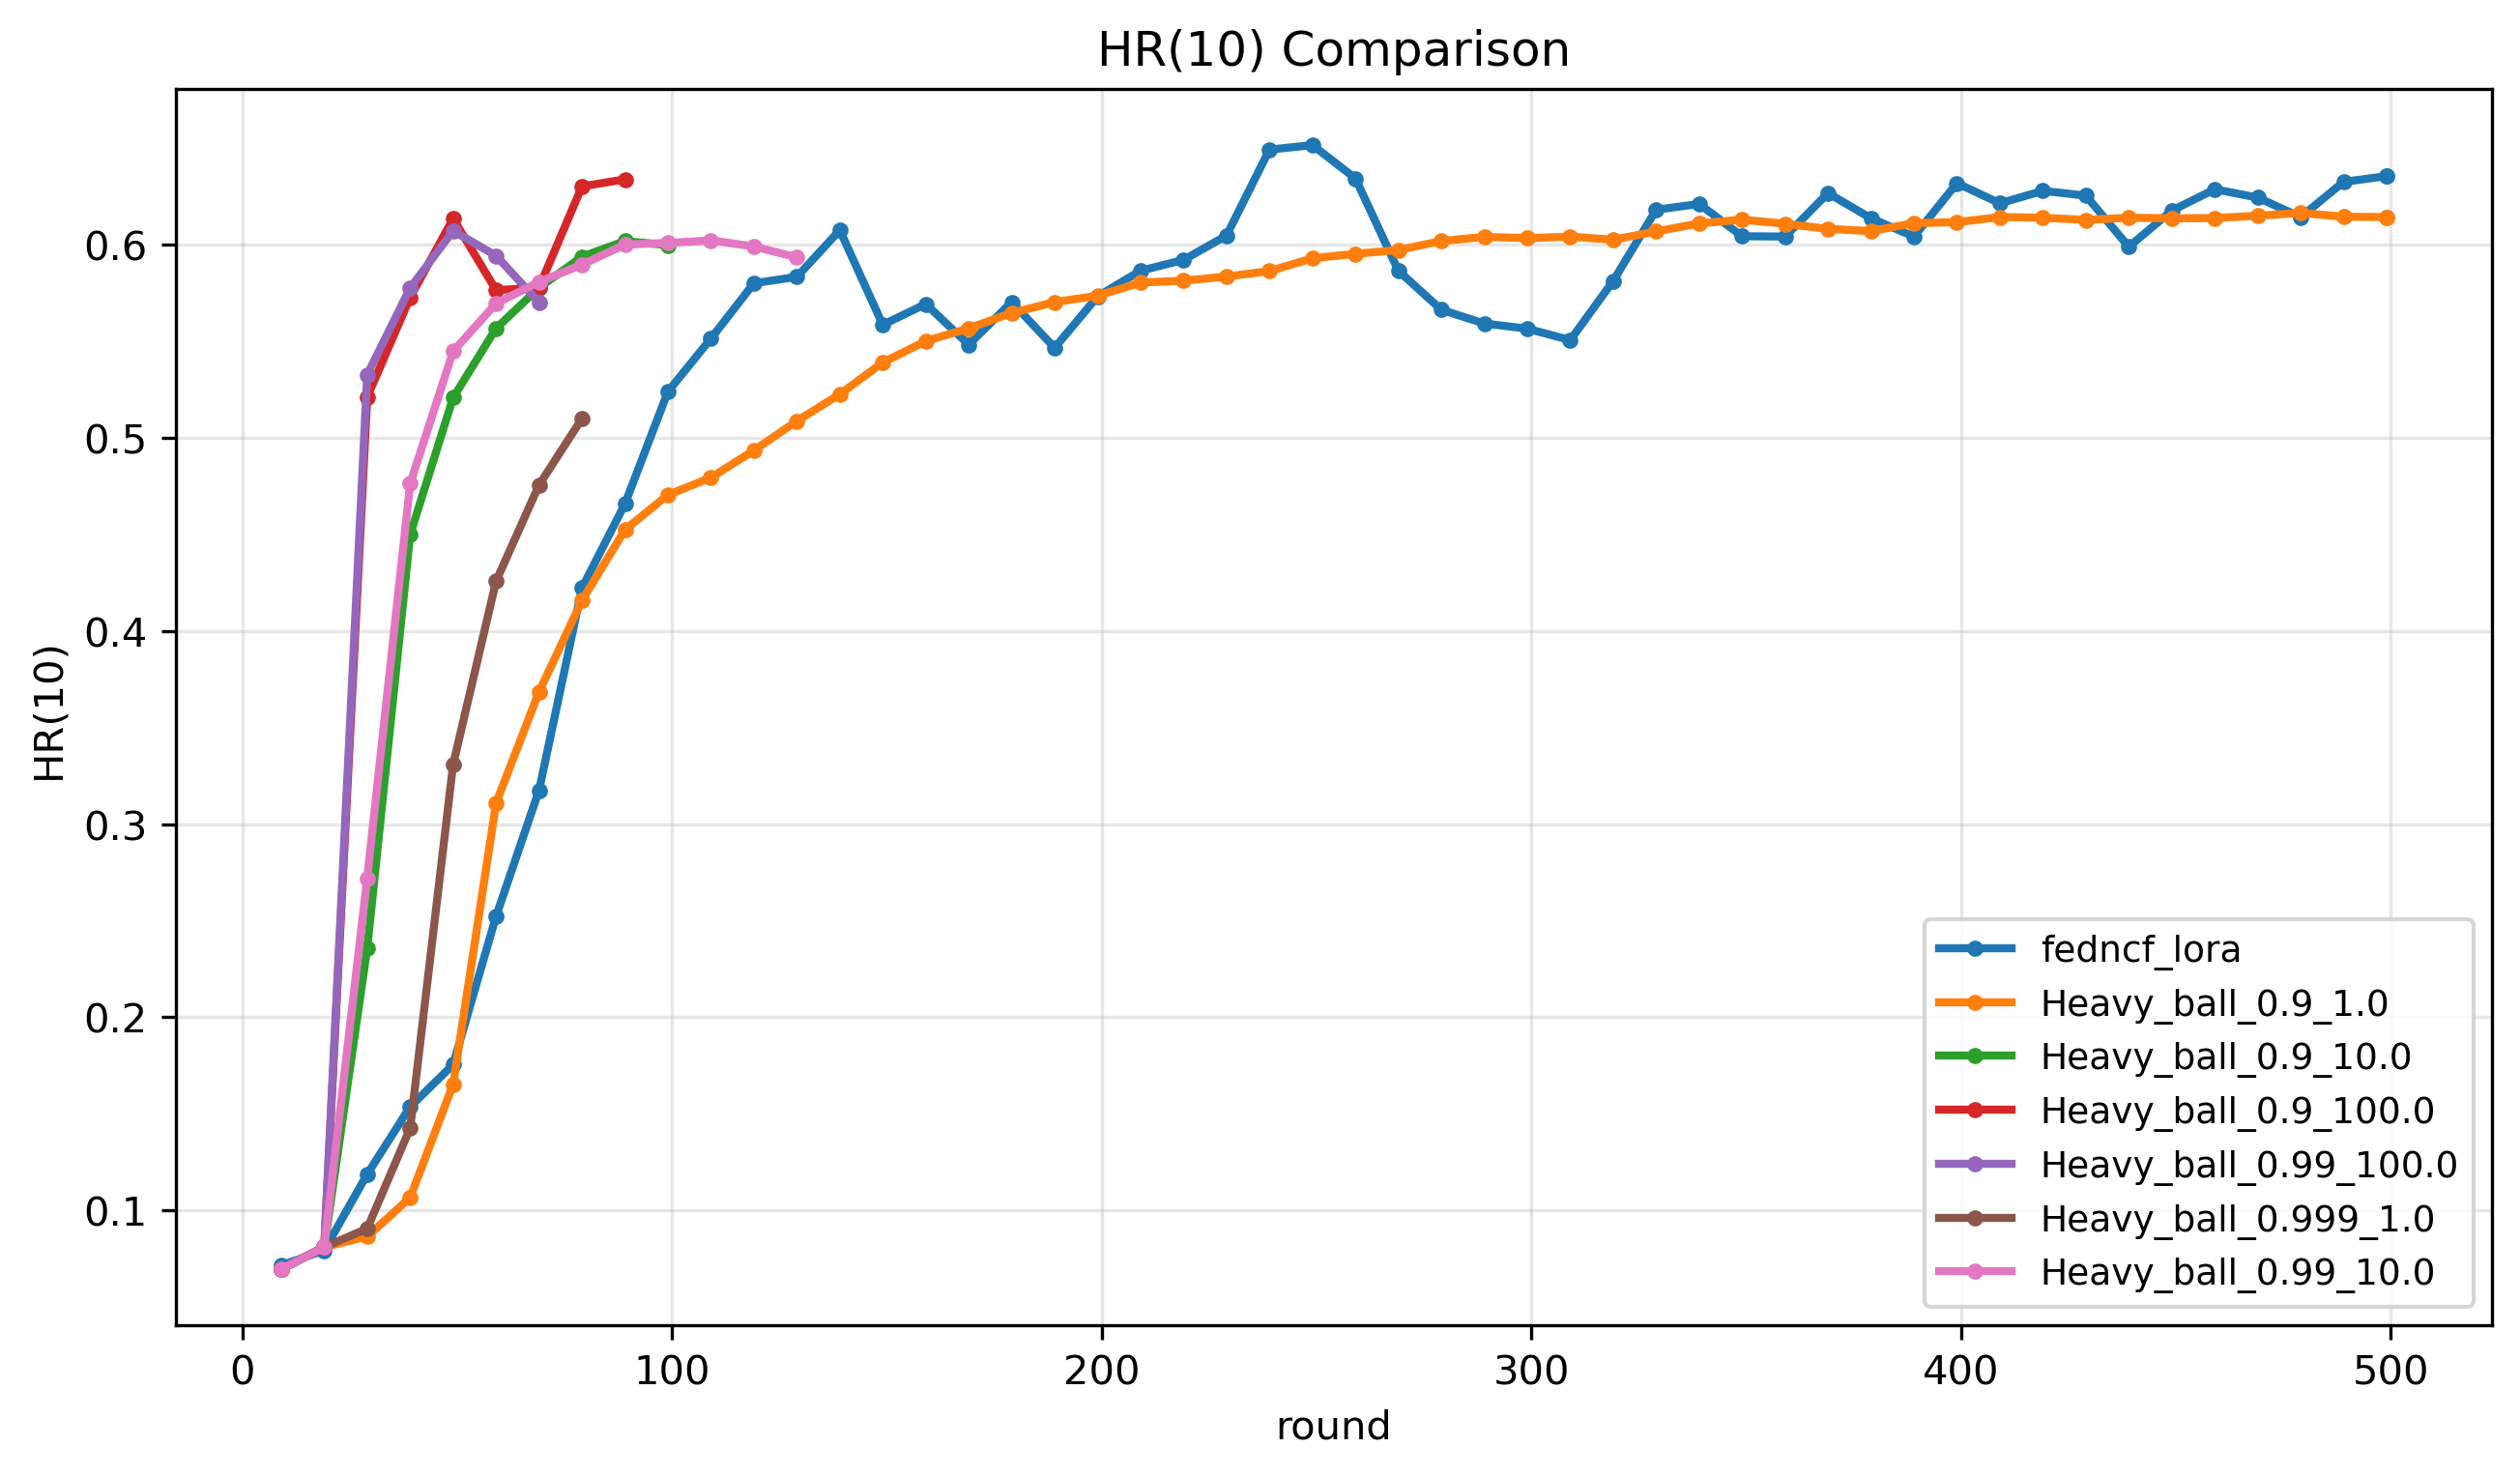 HR(10) Comparison
HR(10)
0.6
0.5
0.4
0.3
0.2
0.1
0 100 200 300 400 500
round
fedncf_lora
Heavy_ball_0.9_1.0
Heavy_ball_0.9_10.0
Heavy_ball_0.9_100.0
Heavy_ball_0.99_100.0
Heavy_ball_0.999_1.0
Heavy_ball_0.99_10.0